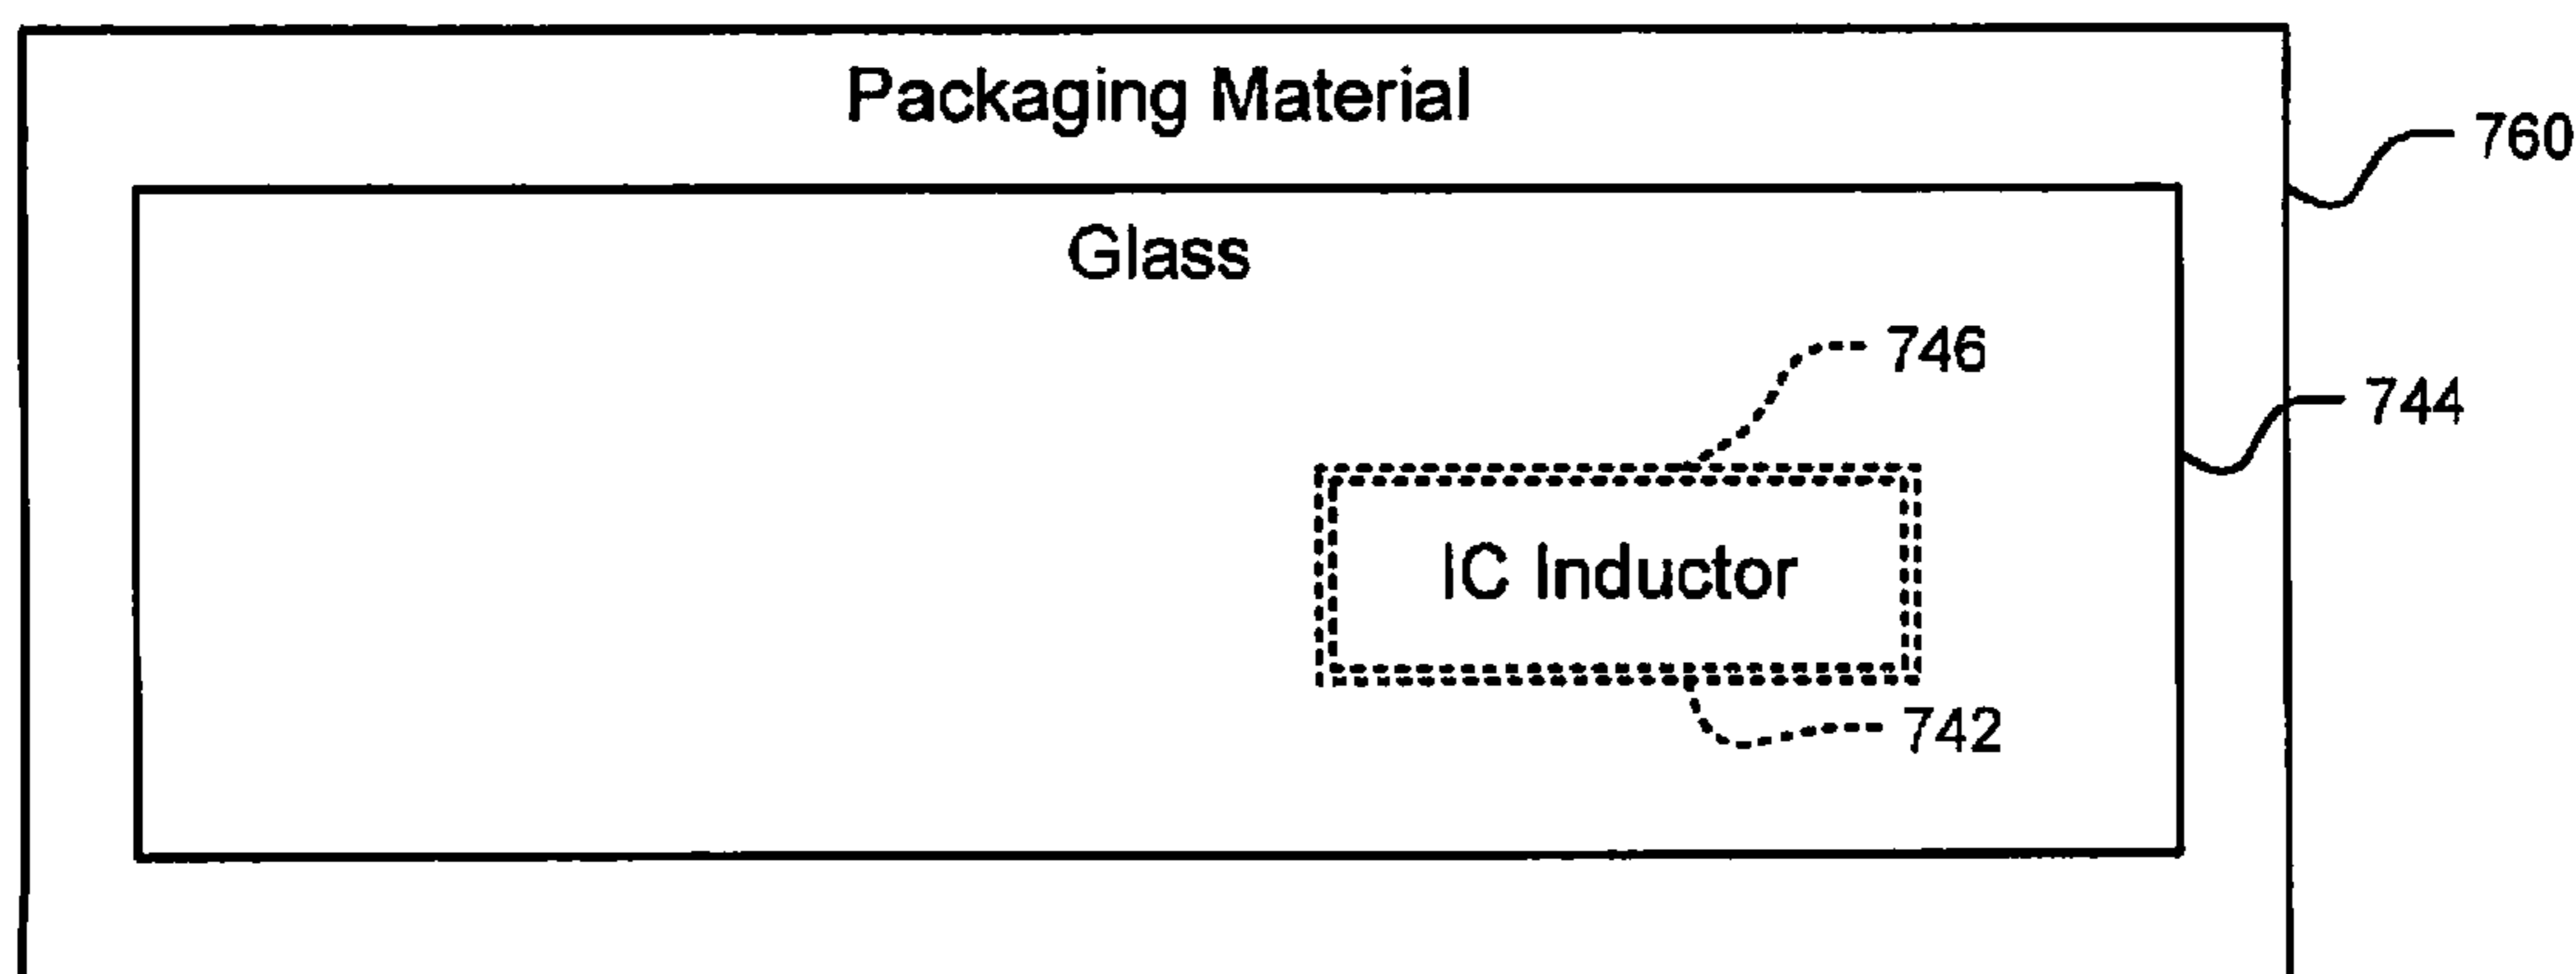 Packaging Material
760
Glass
746
744
IC Inductor
742